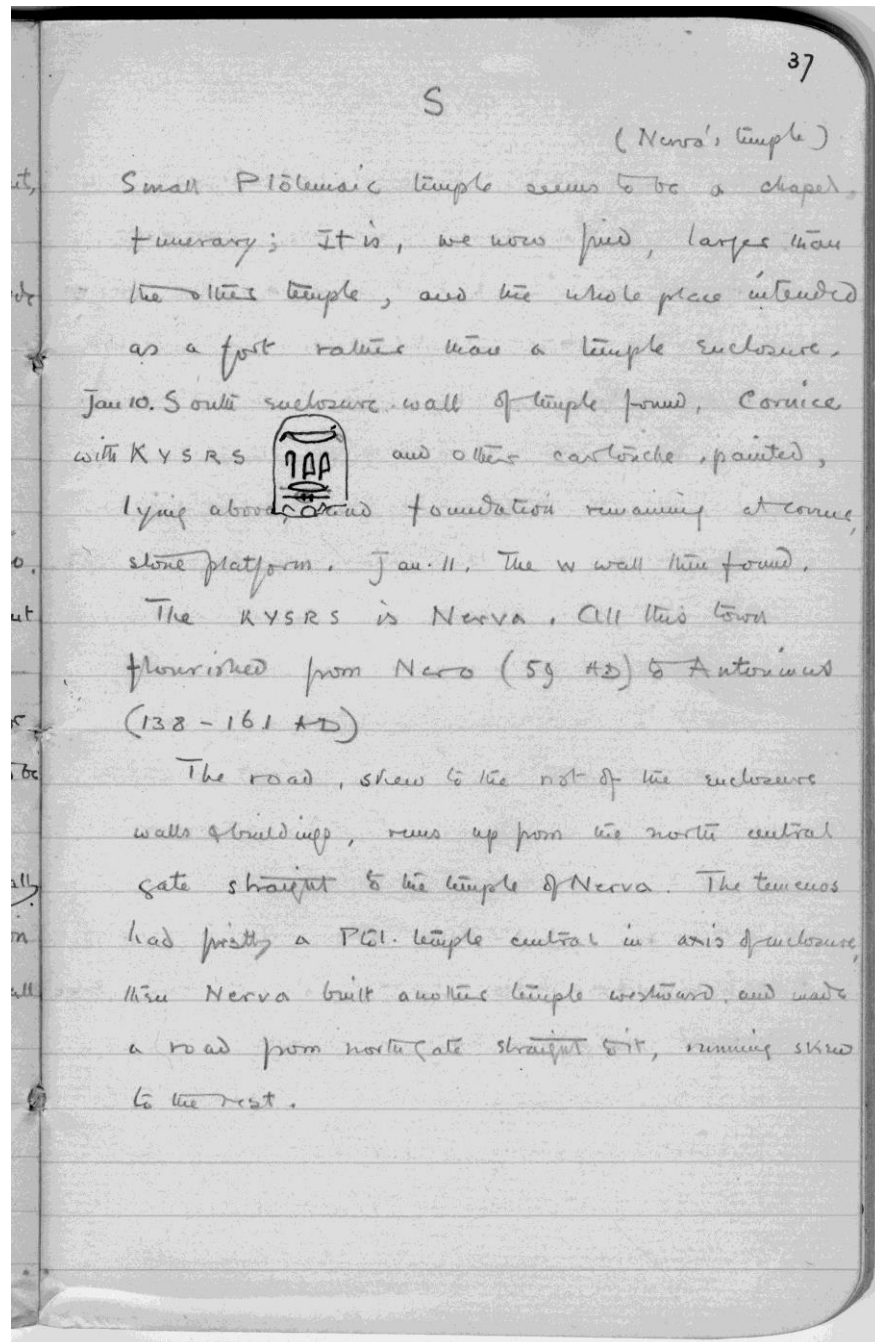 37
S
(Nerva's temple)
Small Ptolemaic temple seems to be a chapel,
funerary; It is, we now find, larger than
the other temple, and the whole place intended
as a fort rather than a temple enclosure.
Jan 10. South enclosure wall of temple found. Cornice
with KYSRS and other cartouche, painted,
lying above, and foundation remaining at corner,
stone platform. Jan. 11. The W wall then found.
The KYSRS is Nerva. All this town
flourished from Nero (59 AD) to Antoninus
(138 - 161 AD)
The road, skew to the rest of the enclosure
walls & buildings, runs up from the north central
gate straight to the temple of Nerva. The temenos
had firstly a Ptol. temple central in axis of enclosure,
then Nerva built another temple westward, and made
a road from north gate straight to it, running skew
to the rest.